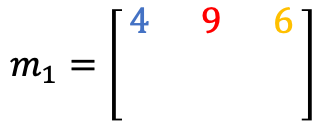 m₁ = [4 9 6]